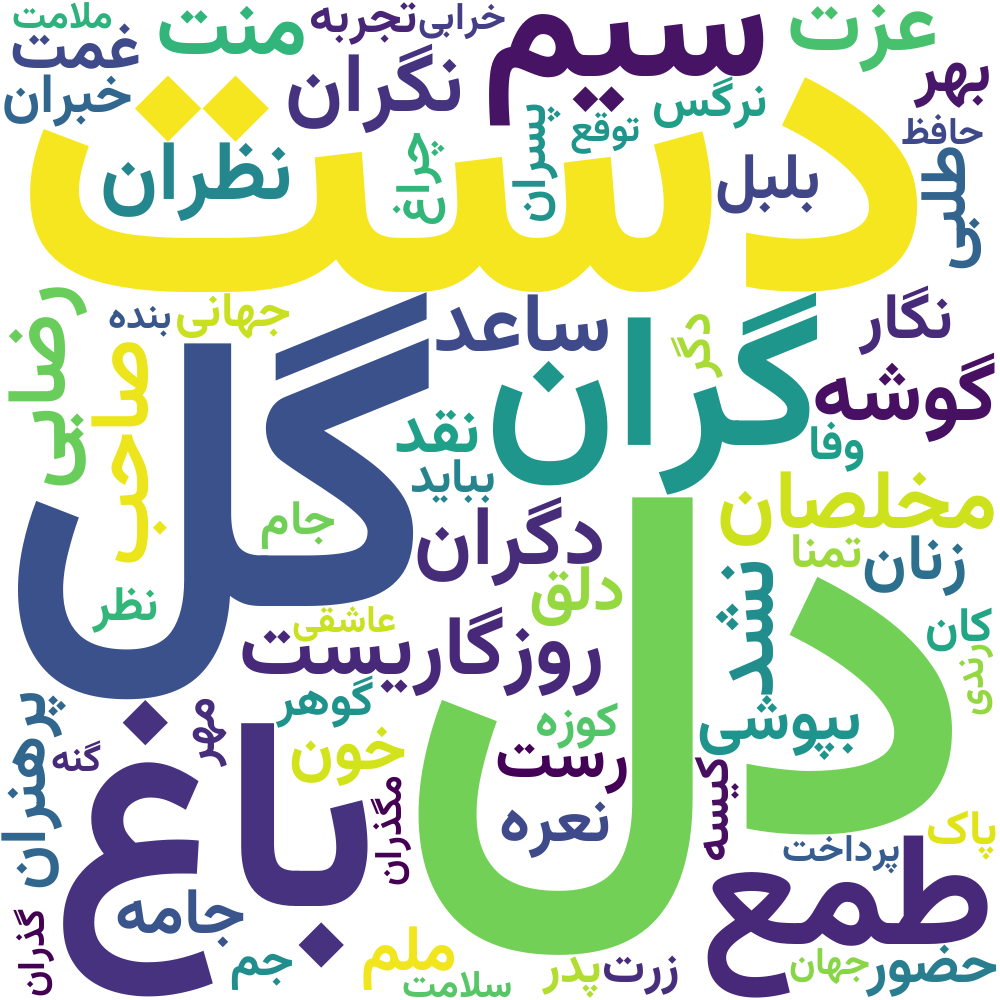 ملامت
خرابی
تجربه
منت
سیم
عزت
غمت
نگران
بهر
خبران
نرگس
توقع
حافظ
دست
نظران
چراغ
پسران
بلبل
طلبی
رضایی
جهانی
بنده
ساعد
گران
دگر
نگار
گوشه
صاحب
گل
نقد
وفا
بباید
مخلصان
جام
دگران
تمنا
زنان
نظر
دلق
نشد
عاشقی
کان
روزگاریست
دل
رندی
پرهنران
مهر
گوهر
کوزه
بپوشی
گنه
باغ
خون
رست
کیسه
مگذران
نعره
پاک
پرداخت
طمع
جامه
گذران
جم
ملم
سلامت
پدر
زرت
جهان
حضور